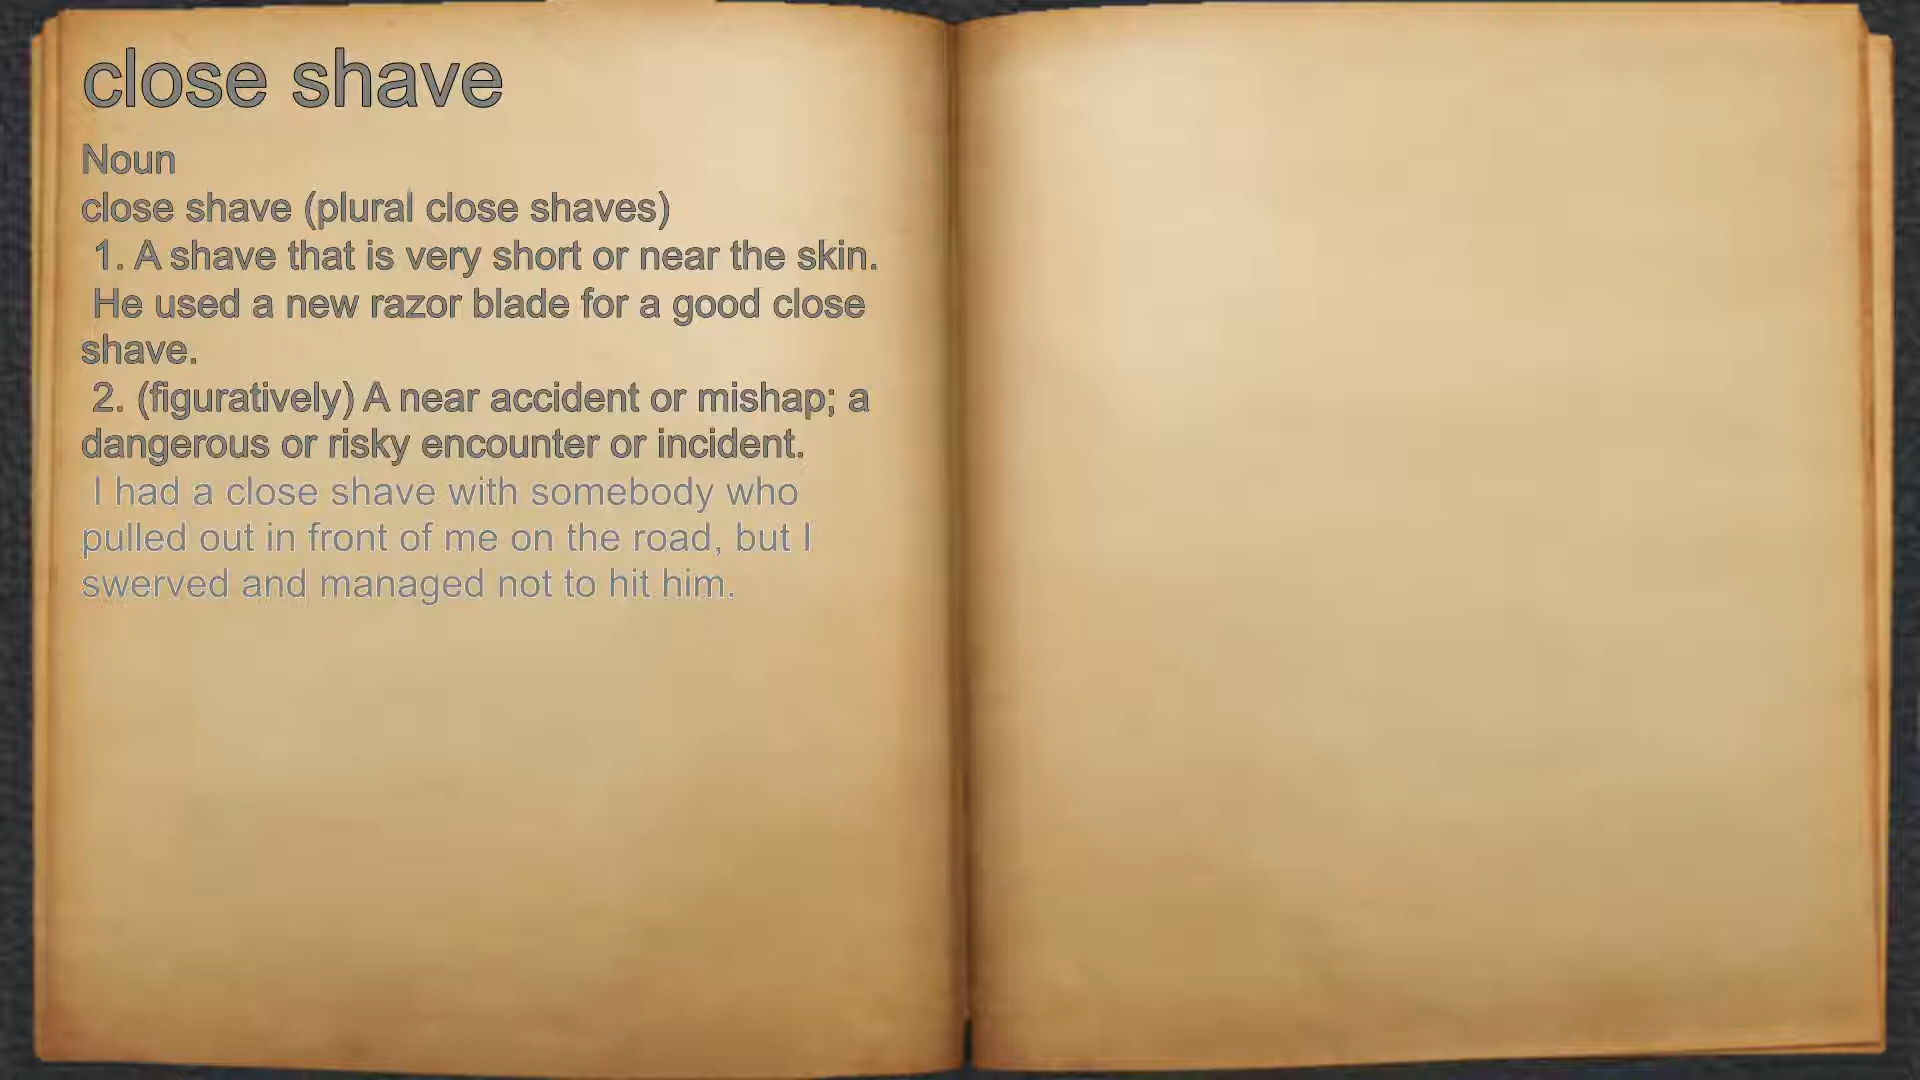 close shave
Noun
close shave (plural close shaves)
1. A shave that is very short or near the skin.
He used a new razor blade for a good close
shave.
2. (figuratively) A near accident or mishap; a
dangerous or risky encounter or incident.
I had a close shave with somebody who
pulled out in front of me on the road, but I
swerved and managed not to hit him.